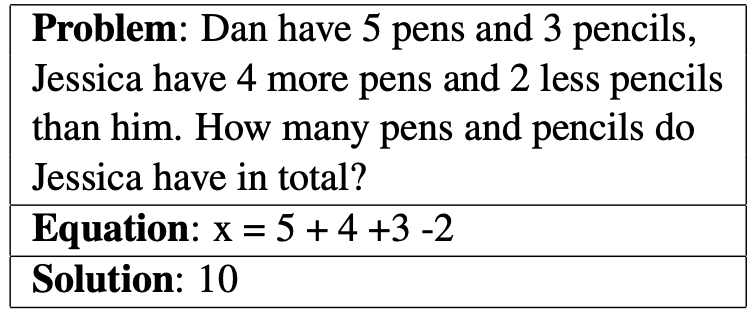 Problem: Dan have 5 pens and 3 pencils,
Jessica have 4 more pens and 2 less pencils
than him. How many pens and pencils do
Jessica have in total?
Equation: x = 5 + 4 +3 -2
Solution: 10